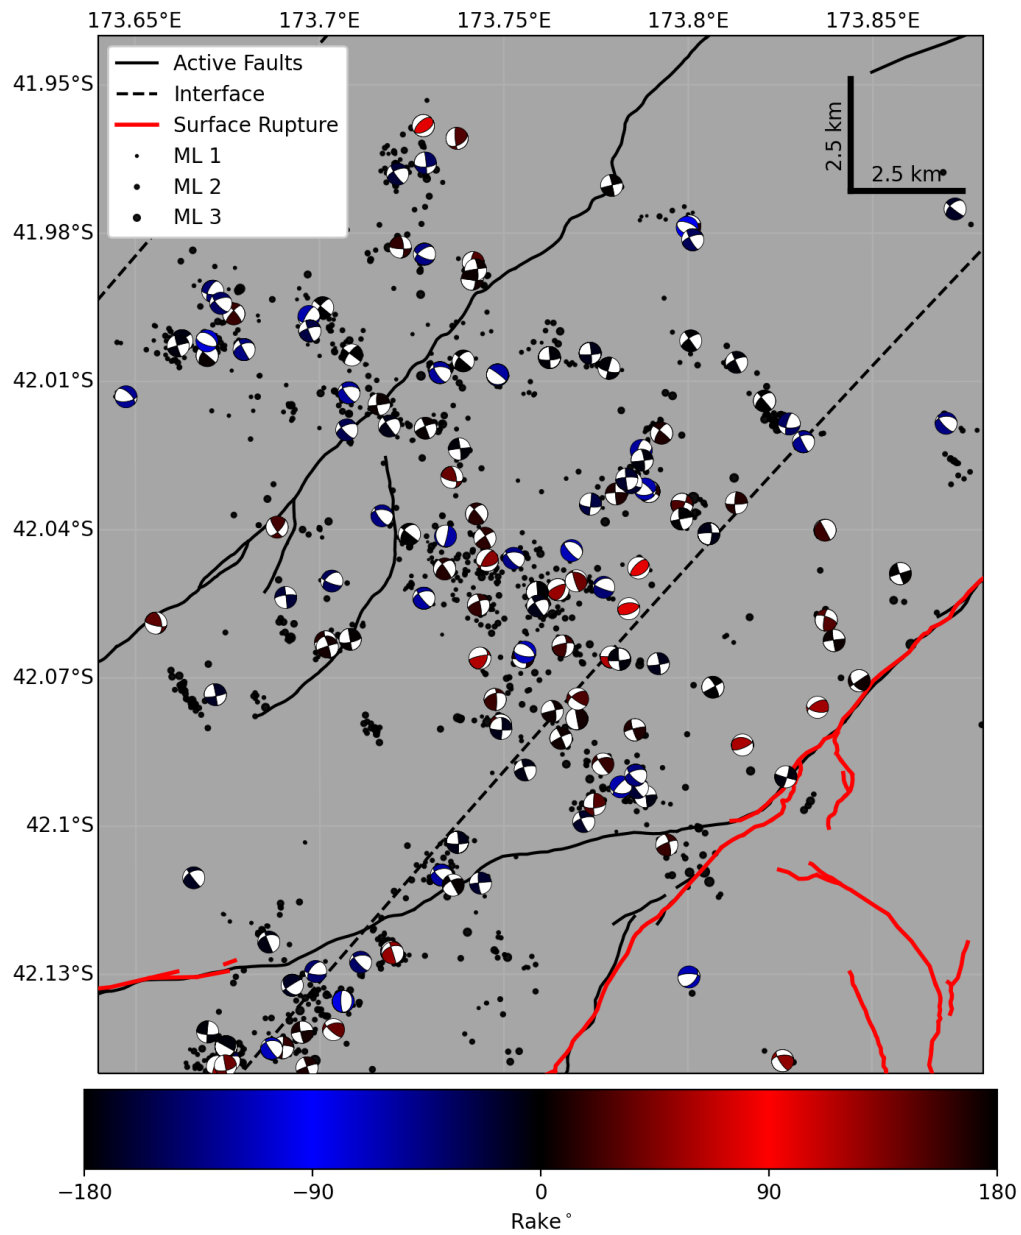 173.65°E 173.7°E 173.75°E 173.8°E 173.85°E
41.95°S
41.98°S
42.01°S
42.04°S
42.07°S
42.1°S
42.13°S
Active Faults
Interface
Surface Rupture
ML 1
ML 2
ML 3
2.5 km
2.5 km
−180 −90 0 90 180
Rake°